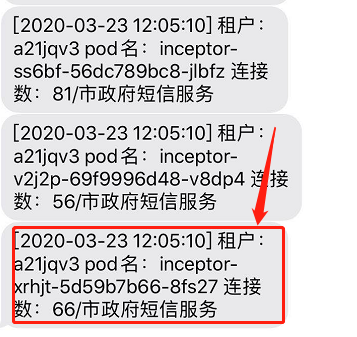 [2020-03-23 12:05:10] 租户：
a21jqv3 pod名：inceptor-
ss6bf-56dc789bc8-jlbfz 连接
数：81/市政府短信服务
[2020-03-23 12:05:10] 租户：
a21jqv3 pod名：inceptor-
v2j2p-69f9996d48-v8dp4 连接
数：56/市政府短信服务
[2020-03-23 12:05:10] 租户：
a21jqv3 pod名：inceptor-
xrhjt-5d59b7b66-8fs27 连接
数：66/市政府短信服务